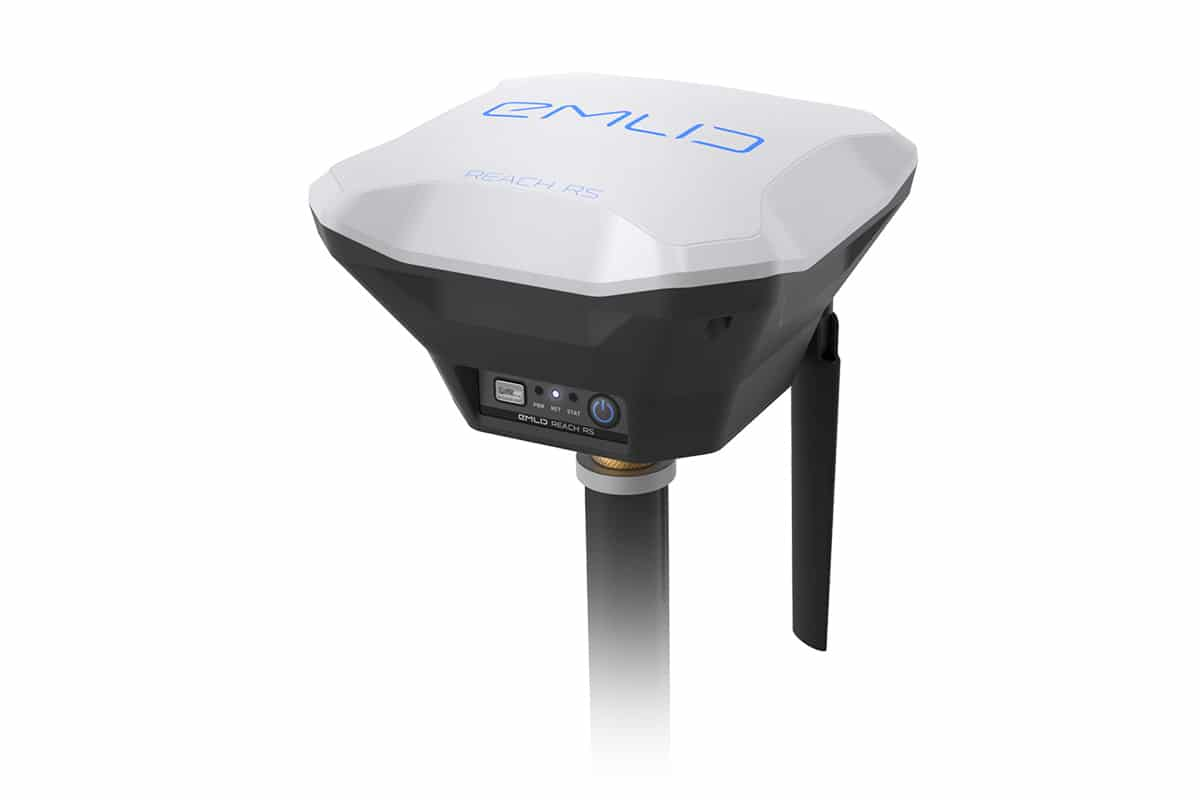 emlid
REACH RS
PWR NET STAT
emlid REACH RS